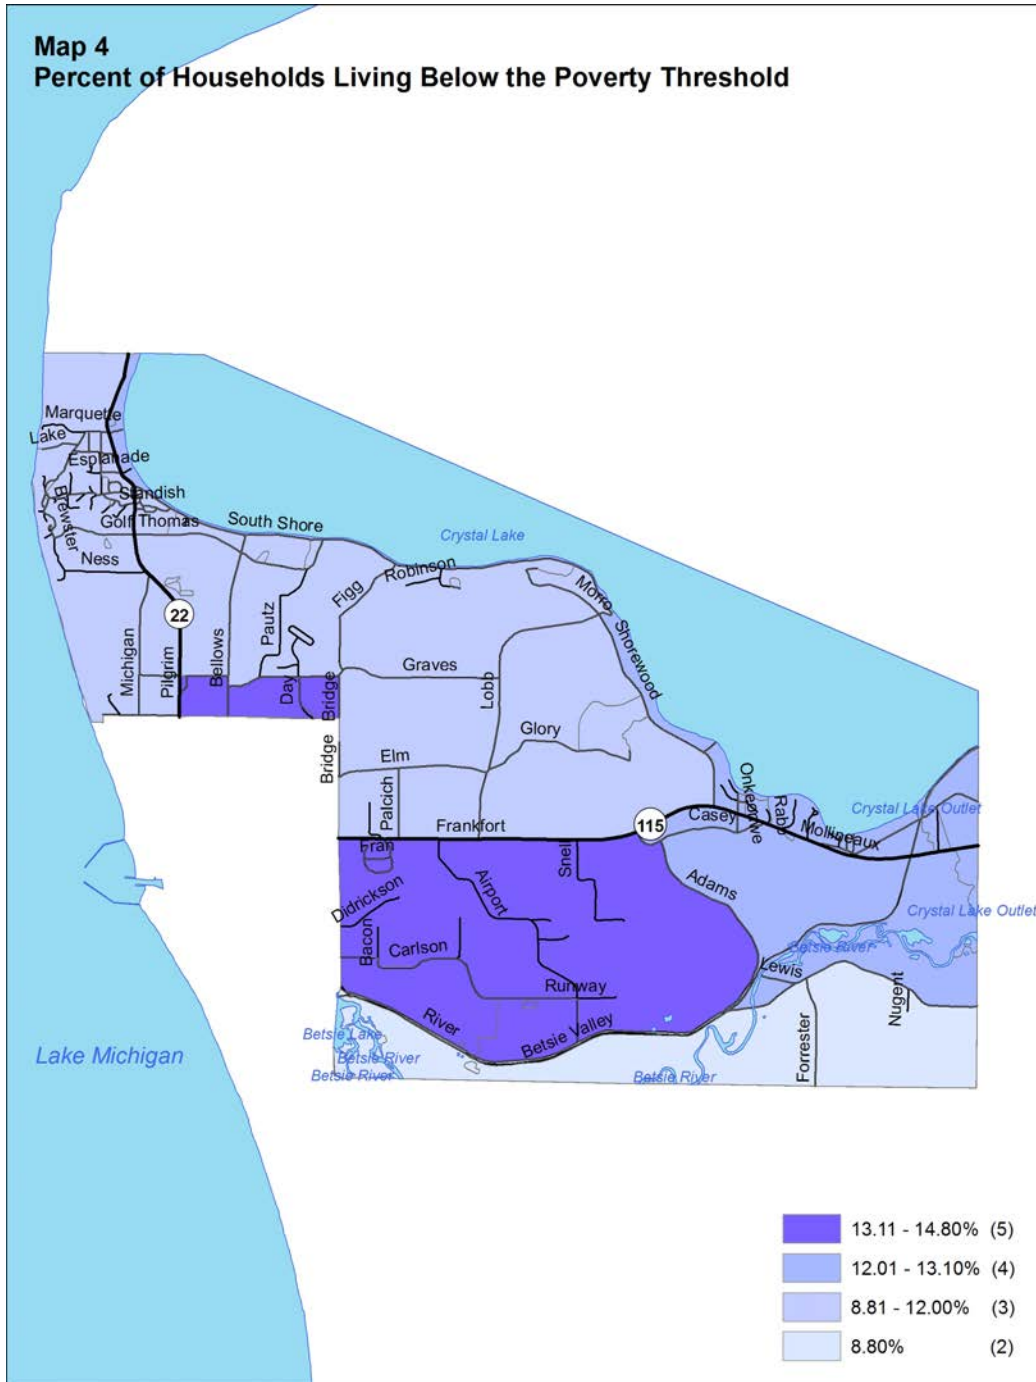 Map 4
Percent of Households Living Below the Poverty Threshold
Marquette
Lake
Esplanade
Standish
Brewster
Golf Thomas
South Shore
Crystal Lake
Ness
Robinson
Figg
Morro
22
Pautz
Shorewood
Michigan
Pilgrim
Bellows
Graves
Day
Bridge
Lobb
Glory
Bridge
Elm
Onkeonwe
Palcich
Rabe
Crystal Lake Outlet
Casey
Frankfort
115
Mollineaux
Fran
Snell
Adams
Didrickson
Airport
Crystal Lake Outlet
Bacon
Carlson
Betsie River
Lewis
Runway
Nugent
River
Betsie Valley
Betsie Lake
Forrester
Lake Michigan
Betsie River
Betsie River
Betsie River
13.11 - 14.80% (5)
12.01 - 13.10% (4)
8.81 - 12.00% (3)
8.80% (2)